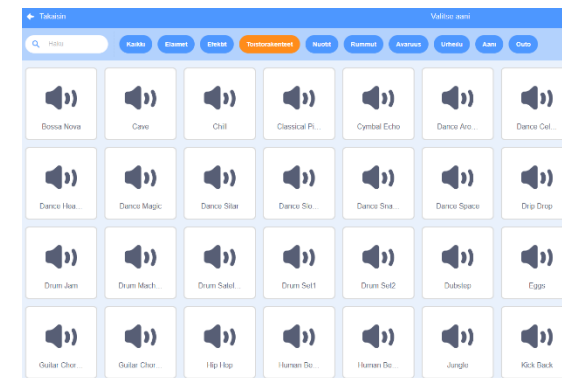 Takaisin Valitse ääni
Haku Kaikki Eläimet Efektit Toistorakenteet Nuotit Rummut Avaruus Urheilu Ääni Outo
Bossa Nova Cave Chill Classical Pi... Cymbal Echo Dance Aro... Dance Cel...
Dance Hea... Dance Magic Dance Sitar Dance Slo... Dance Sna... Dance Space Drip Drop
Drum Jam Drum Mach... Drum Satel... Drum Set1 Drum Set2 Dubstep Eggs
Guitar Chor... Guitar Chor... Hip Hop Human Be... Human Be... Jungle Kick Back